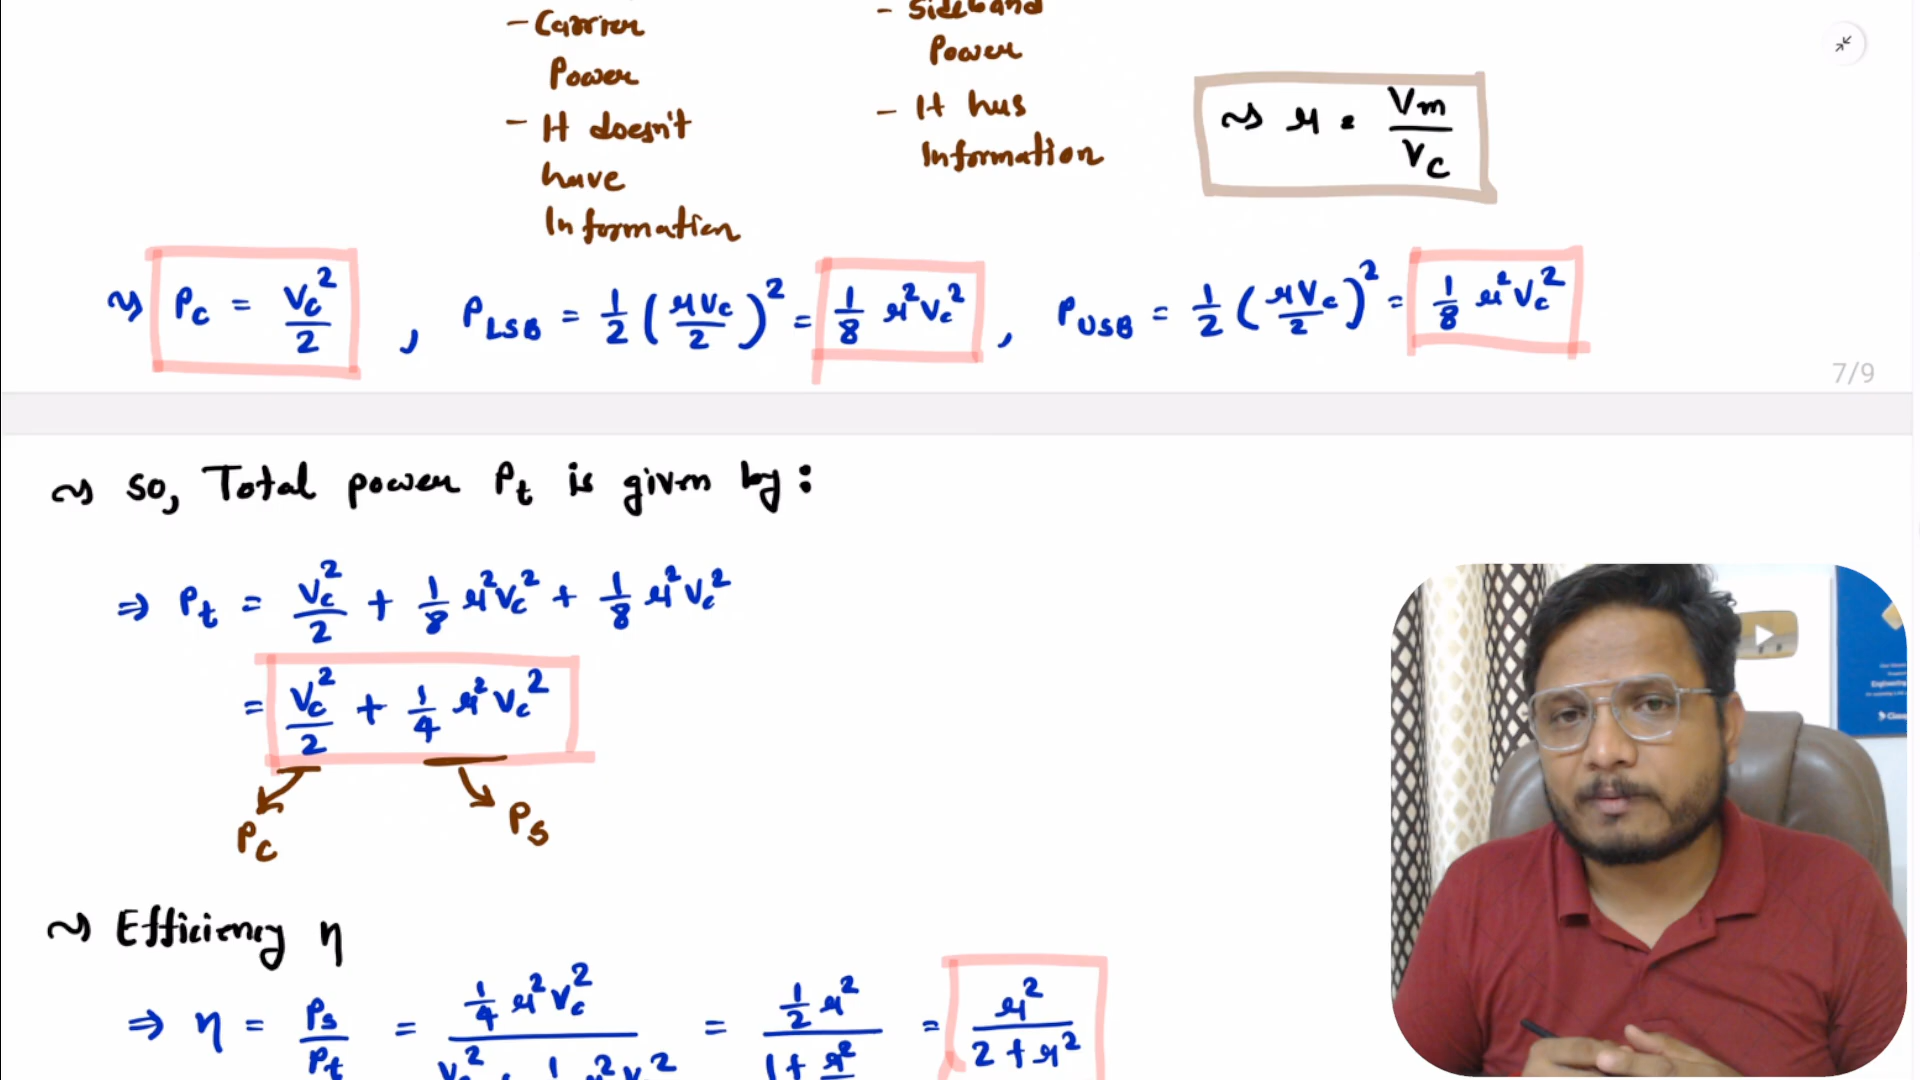 - Carrier Power
- It doesn't have Information
- Sideband Power
- It has Information
~> μ = Vm/Vc
~> Pc = Vc²/2 , P_LSB = 1/2 (μVc/2)² = 1/8 μ²Vc² , P_USB = 1/2 (μVc/2)² = 1/8 μ²Vc²
7/9
~> So, Total power Pt is given by:
⇒ Pt = Vc²/2 + 1/8 μ²Vc² + 1/8 μ²Vc²
= Vc²/2 + 1/4 μ²Vc²
Pc Ps
~> Efficiency η
⇒ η = Ps/Pt = 1/4 μ²Vc² / = 1/2 μ² / = μ²/2+μ²
Engineering